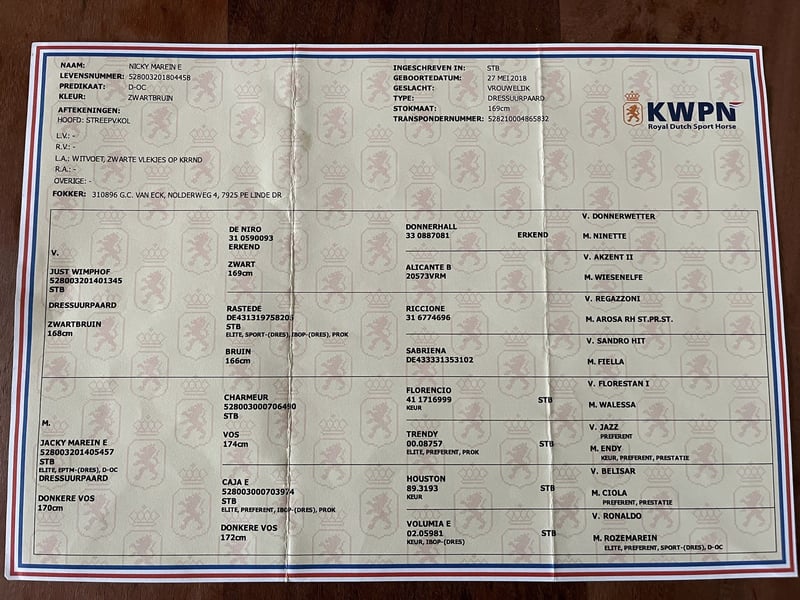 NAAM: NICKY MAREIN E
LEVENSNUMMER: 528003201804458
PREDIKAAT: D-OC
KLEUR: ZWARTBRUIN
AFTEKENINGEN:
HOOFD: STREEPV.KOL
L.V.: -
R.V.: -
L.A.: WITVOET, ZWARTE VLEKJES OP KRRND
R.A.: -
OVERIGE: -
FOKKER: 310896 G.C. VAN ECK, NOLDERWEG 4, 7925 PE LINDE DR
INGESCHREVEN IN: STB
GEBOORTEDATUM: 27 MEI 2018
GESLACHT: VROUWELIJK
TYPE: DRESSUURPAARD
STOKMAAT: 169cm
TRANSPONDERNUMMER: 528210004865832
KWPN
Royal Dutch Sport Horse
V.
JUST WIMPHOF
528003201401345
STB
DRESSUURPAARD
ZWARTBRUIN
168cm
M.
JACKY MAREIN E
528003201405457
STB
ELITE, EPTM-(DRES), D-OC
DRESSUURPAARD
DONKERE VOS
170cm
DE NIRO
31 0590093
ERKEND
ZWART
169cm
RASTEDE
DE431319758205
STB
ELITE, SPORT-(DRES), IBOP-(DRES), PROK
BRUIN
166cm
CHARMEUR
528003000706490
STB
VOS
174cm
CAJA E
528003000703974
STB
ELITE, PREFERENT, IBOP-(DRES), PROK
DONKERE VOS
172cm
DONNERHALL
33 0887081 ERKEND
ALICANTE B
20573VRM
RICCIONE
31 6774696
SABRIENA
DE433331353102
FLORENCIO
41 1716999 STB
KEUR
TRENDY
00.08757 STB
ELITE, PREFERENT, PROK
HOUSTON
89.3193 STB
KEUR
VOLUMIA E
02.05981 STB
KEUR, IBOP-(DRES)
V. DONNERWETTER
M. NINETTE
V. AKZENT II
M. WIESENELFE
V. REGAZZONI
M. AROSA RH ST.PR.ST.
V. SANDRO HIT
M. FIELLA
V. FLORESTAN I
M. WALESSA
V. JAZZ
PREFERENT
M. ENDY
KEUR, PREFERENT, PRESTATIE
V. BELISAR
M. CIOLA
PREFERENT, PRESTATIE
V. RONALDO
M. ROZEMAREIN
ELITE, PREFERENT, SPORT-(DRES), D-OC